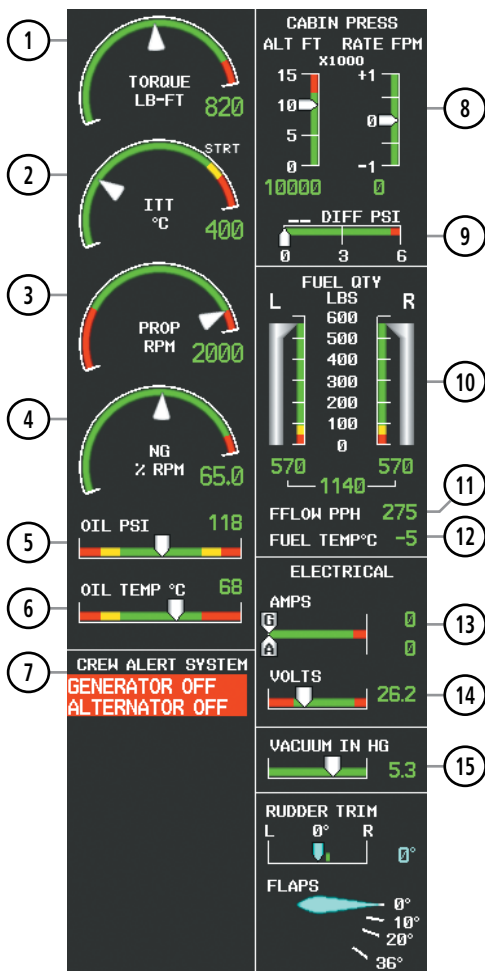 1
TORQUE
LB-FT
820
2
STRT
ITT
°C
400
3
PROP
RPM
2000
4
NG
% RPM
65.0
5
OIL PSI 118
6
OIL TEMP °C 68
7
CREW ALERT SYSTEM
GENERATOR OFF
ALTERNATOR OFF
CABIN PRESS
ALT FT RATE FPM
X1000
15 +1
10 0
5
0 -1
10000 0
8
__ DIFF PSI
0 3 6
9
FUEL QTY
L LBS R
600
500
400
300
200
100
0
570 570
1140
10
FFLOW PPH 275
11
FUEL TEMP°C -5
12
ELECTRICAL
AMPS
G 0
A 0
13
VOLTS
26.2
14
VACUUM IN HG
5.3
15
RUDDER TRIM
L 0° R
0°
FLAPS
0°
10°
20°
36°